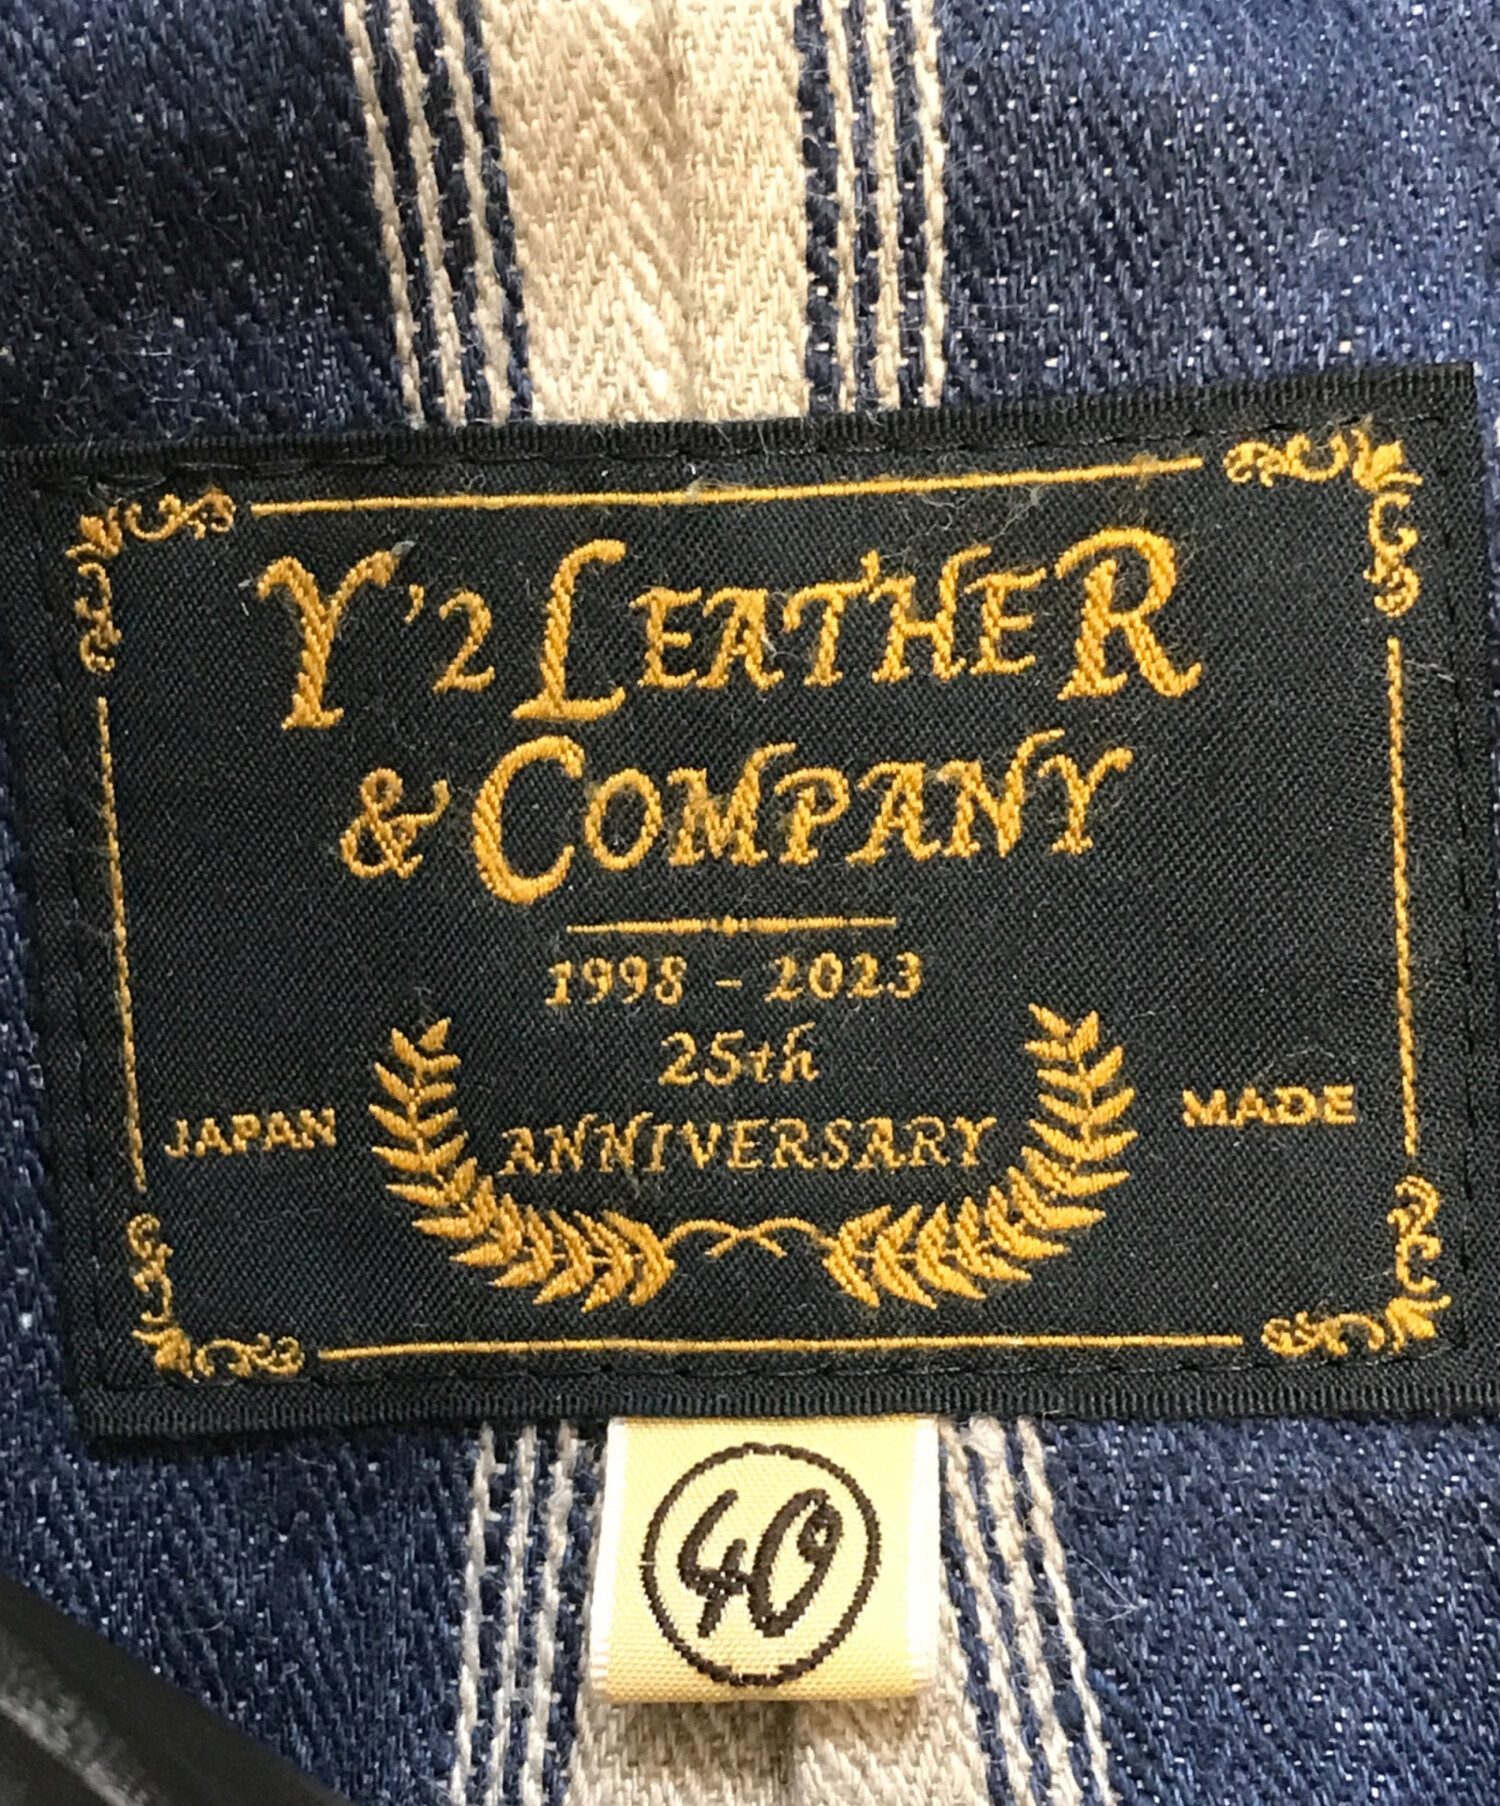 Y'2 LEATHER
& COMPANY
1998 - 2023
25th
ANNIVERSARY
JAPAN MADE
40